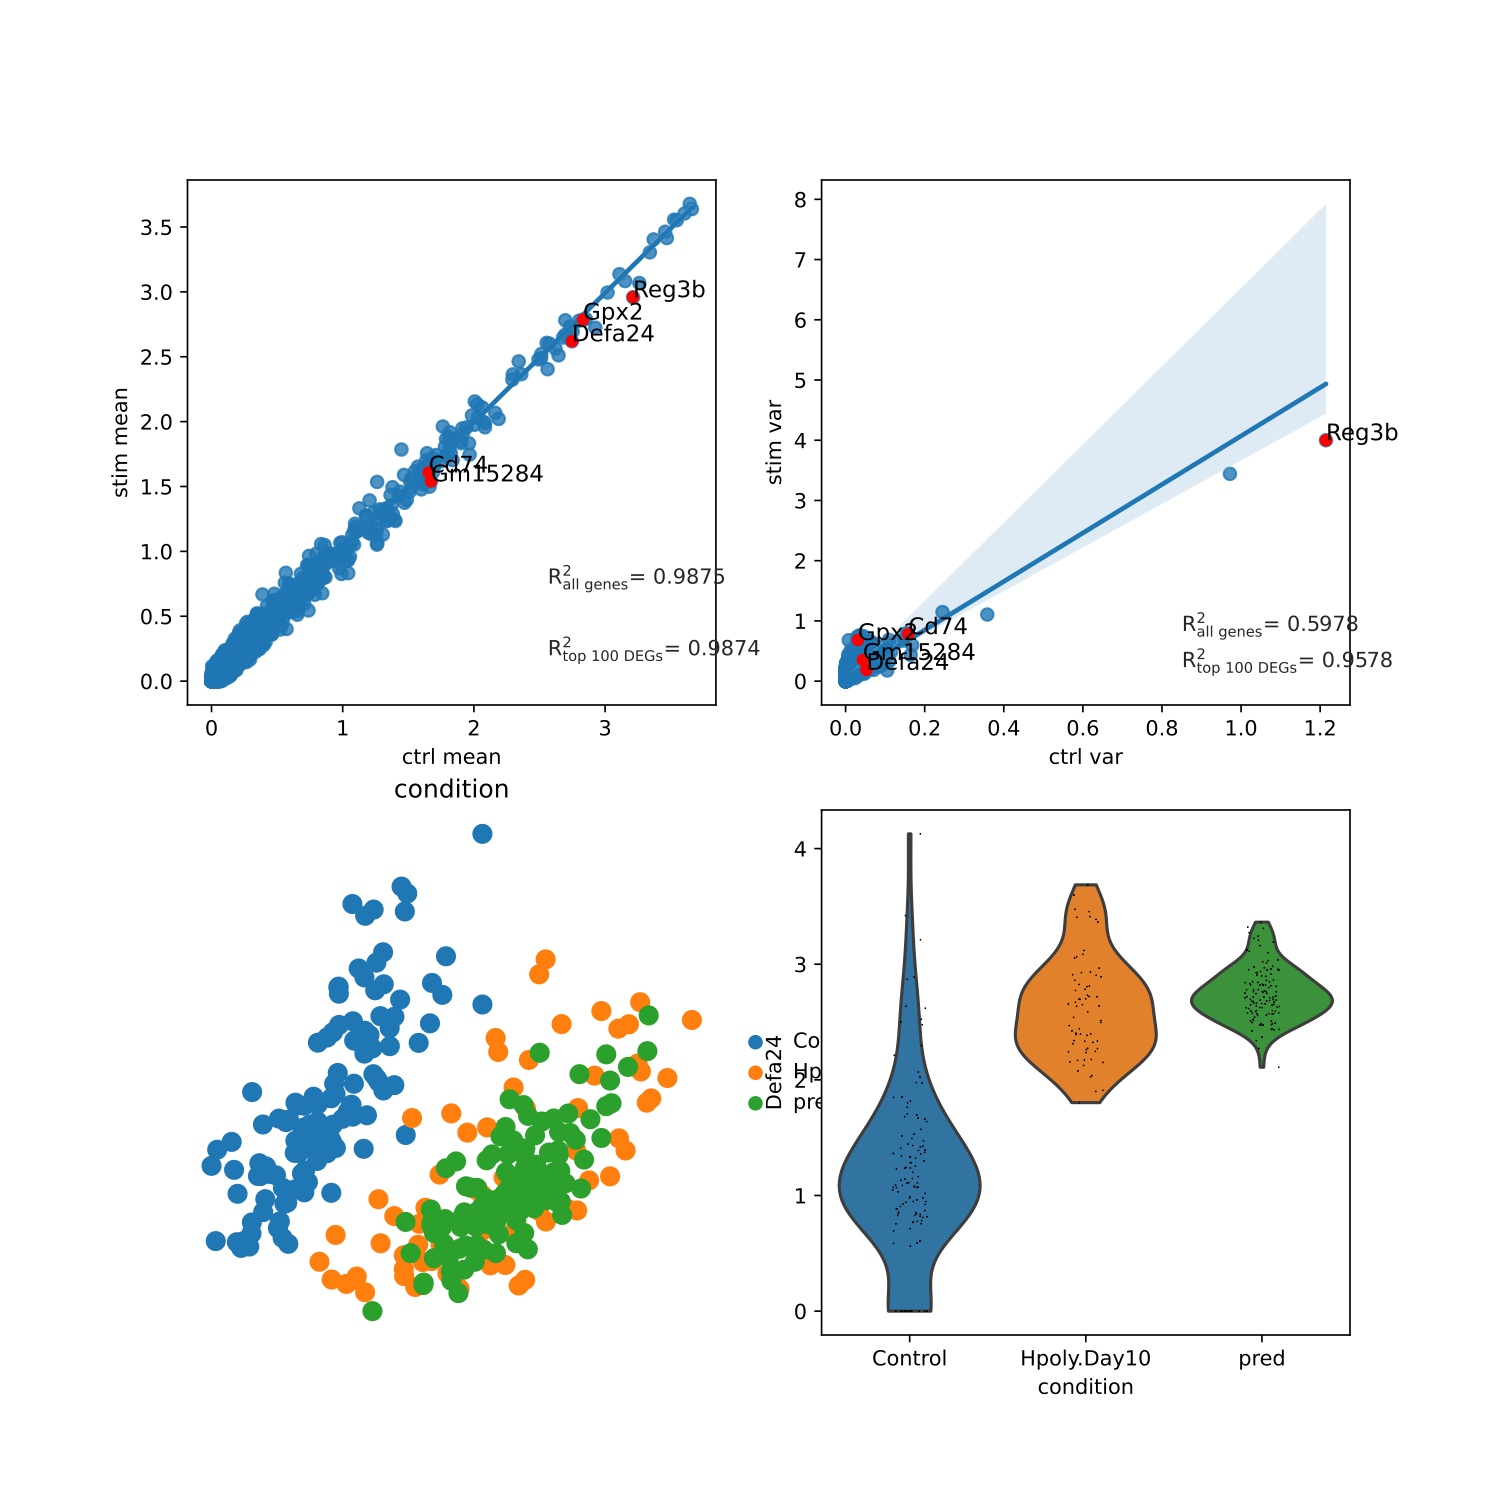 3.5
3.0
2.5
2.0
1.5
1.0
0.5
0.0
stim mean
Reg3b
Gpx2
Defa24
Cd74
Gm15284
R²all genes= 0.9875
R²top 100 DEGs= 0.9874
0 1 2 3
ctrl mean
8
7
6
5
4
3
2
1
0
stim var
Reg3b
Cd74
Gpx2
Gm15284
Defa24
R²all genes= 0.5978
R²top 100 DEGs= 0.9578
0.0 0.2 0.4 0.6 0.8 1.0 1.2
ctrl var
condition
Co
Hp
pre
Defa24
4
3
2
1
0
Control Hpoly.Day10 pred
condition